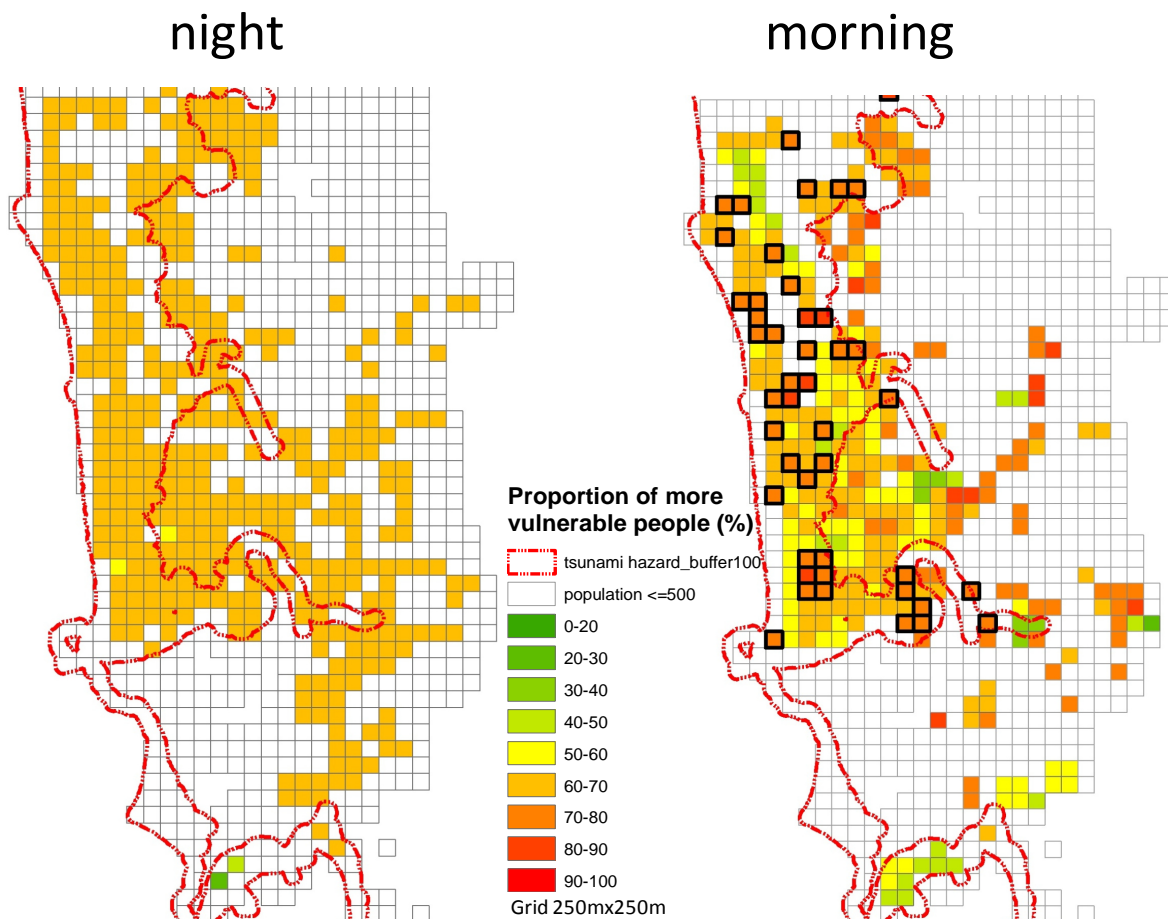 night
morning
Proportion of more
vulnerable people (%)
tsunami hazard_buffer100
population <=500
0-20
20-30
30-40
40-50
50-60
60-70
70-80
80-90
90-100
Grid 250mx250m